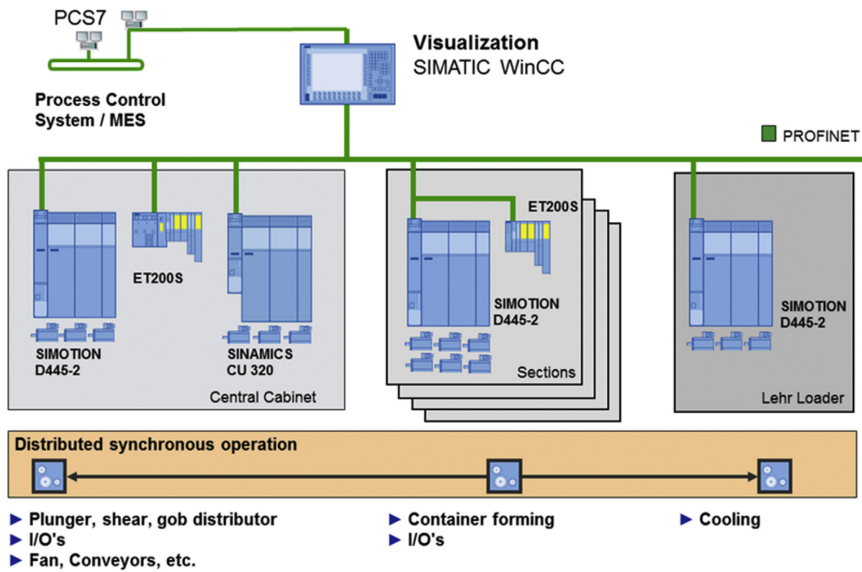 PCS7
Visualization
SIMATIC WinCC
Process Control
System / MES
PROFINET
ET200S
ET200S
SIMOTION
D445-2
SINAMICS
CU 320
SIMOTION
D445-2
SIMOTION
D445-2
Sections
Central Cabinet
Lehr Loader
Distributed synchronous operation
► Plunger, shear, gob distributor
► I/O's
► Fan, Conveyors, etc.
► Container forming
► I/O's
► Cooling